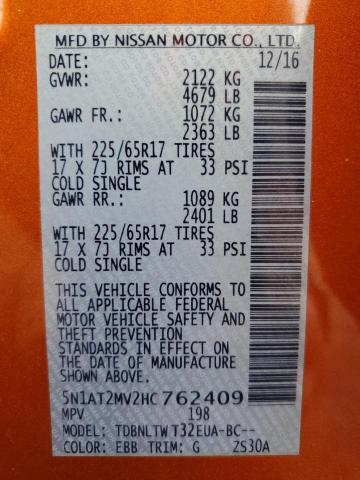 MFD BY NISSAN MOTOR CO., LTD.
DATE: 12/16
GVWR: 2122 KG
4679 LB
GAWR FR.: 1072 KG
2363 LB
WITH 225/65R17 TIRES
17 X 7J RIMS AT 33 PSI
COLD SINGLE
GAWR RR.: 1089 KG
2401 LB
WITH 225/65R17 TIRES
17 X 7J RIMS AT 33 PSI
COLD SINGLE
THIS VEHICLE CONFORMS TO
ALL APPLICABLE FEDERAL
MOTOR VEHICLE SAFETY AND
THEFT PREVENTION
STANDARDS IN EFFECT ON
THE DATE OF MANUFACTURE
SHOWN ABOVE.
5N1AT2MV2HC762409
MPV 198
MODEL: TDBNLTW T32EUA-BC--
COLOR: EBB TRIM: G ZS30A